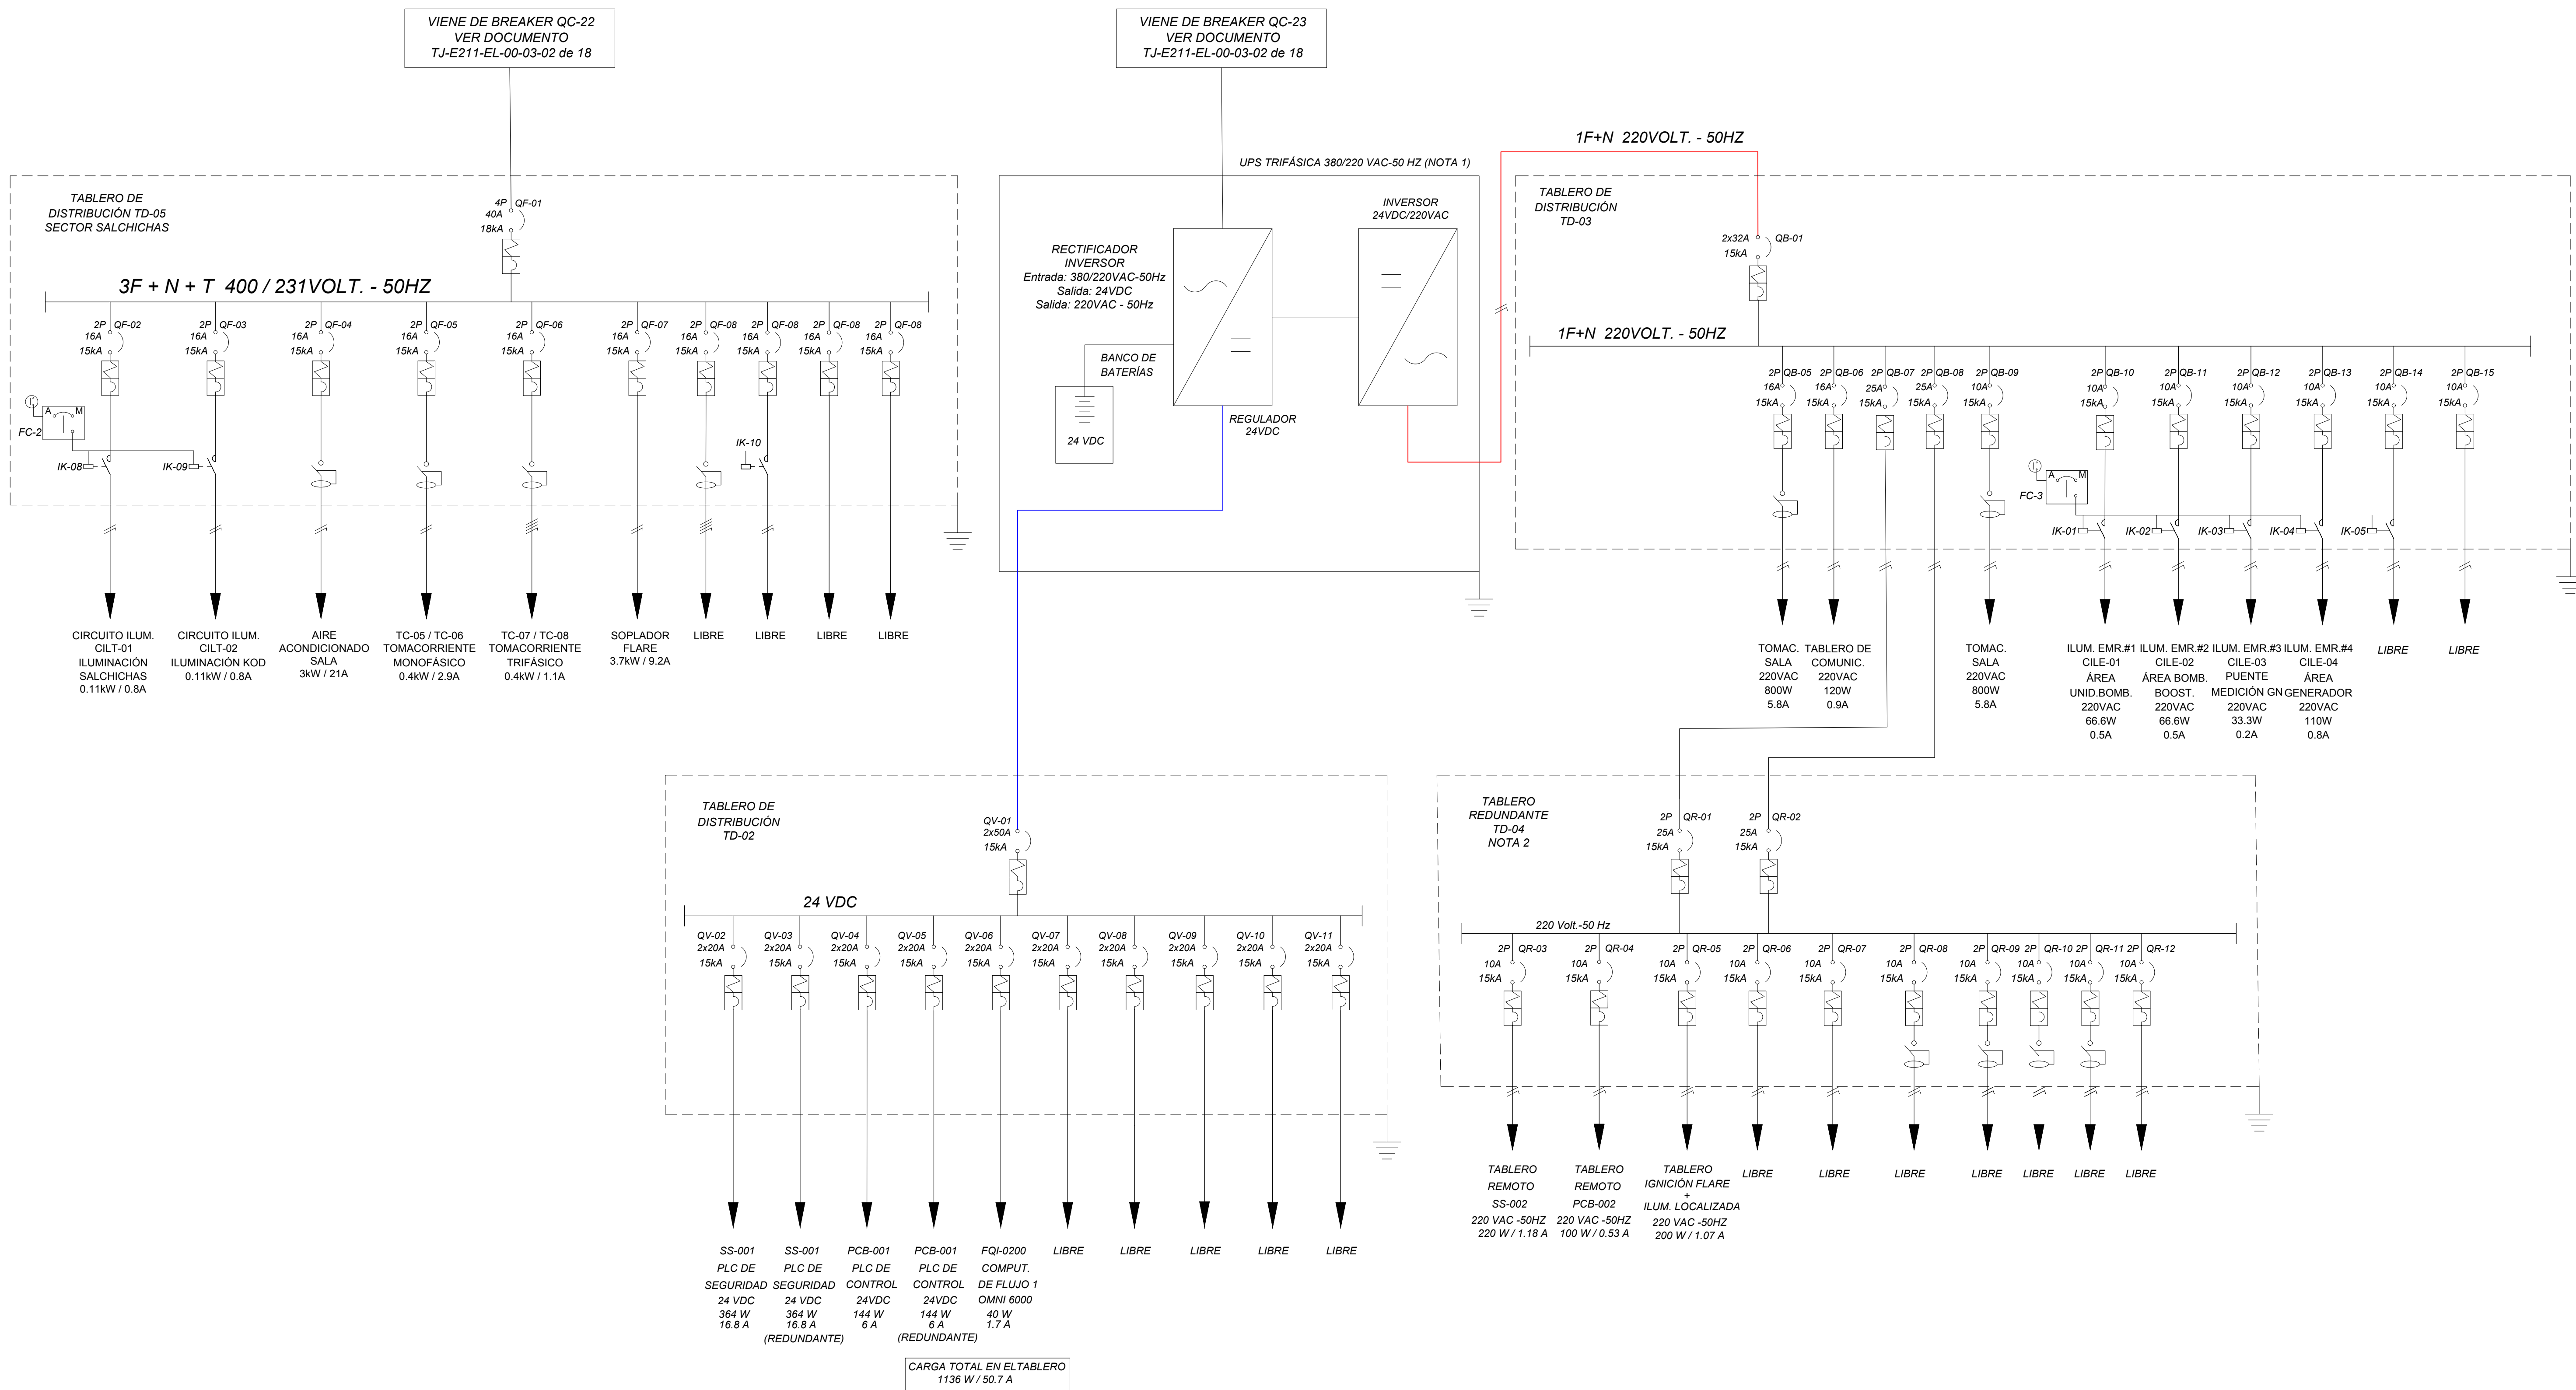 VIENE DE BREAKER QC-22
VER DOCUMENTO
TJ-E211-EL-00-03-02 de 18
VIENE DE BREAKER QC-23
VER DOCUMENTO
TJ-E211-EL-00-03-02 de 18
1F+N 220VOLT. - 50HZ
UPS TRIFÁSICA 380/220 VAC-50 HZ (NOTA 1)
TABLERO DE
DISTRIBUCIÓN TD-05
SECTOR SALCHICHAS
4P QF-01
40A
18kA
3F + N + T 400 / 231VOLT. - 50HZ
2P QF-02
16A
15kA
2P QF-03
16A
15kA
2P QF-04
16A
15kA
2P QF-05
16A
15kA
2P QF-06
16A
15kA
2P QF-07
16A
15kA
2P QF-08
16A
15kA
2P QF-08
16A
15kA
2P QF-08
16A
15kA
2P QF-08
16A
15kA
A M
FC-2
IK-08
IK-09
IK-10
CIRCUITO ILUM.
CILT-01
ILUMINACIÓN
SALCHICHAS
0.11kW / 0.8A
CIRCUITO ILUM.
CILT-02
ILUMINACIÓN KOD
0.11kW / 0.8A
AIRE
ACONDICIONADO
SALA
3kW / 21A
TC-05 / TC-06
TOMACORRIENTE
MONOFÁSICO
0.4kW / 2.9A
TC-07 / TC-08
TOMACORRIENTE
TRIFÁSICO
0.4kW / 1.1A
SOPLADOR
FLARE
3.7kW / 9.2A
LIBRE
LIBRE
LIBRE
LIBRE
RECTIFICADOR
INVERSOR
Entrada: 380/220VAC-50Hz
Salida: 24VDC
Salida: 220VAC - 50Hz
INVERSOR
24VDC/220VAC
BANCO DE
BATERÍAS
24 VDC
REGULADOR
24VDC
TABLERO DE
DISTRIBUCIÓN
TD-03
2x32A QB-01
15kA
1F+N 220VOLT. - 50HZ
2P QB-05
16A
15kA
2P QB-06
16A
15kA
2P QB-07
25A
15kA
2P QB-08
25A
15kA
2P QB-09
10A
15kA
2P QB-10
10A
15kA
2P QB-11
10A
15kA
2P QB-12
10A
15kA
2P QB-13
10A
15kA
2P QB-14
10A
15kA
2P QB-15
10A
15kA
A M
FC-3
IK-01
IK-02
IK-03
IK-04
IK-05
TOMAC.
SALA
220VAC
800W
5.8A
TABLERO DE
COMUNIC.
220VAC
120W
0.9A
TOMAC.
SALA
220VAC
800W
5.8A
ILUM. EMR.#1
CILE-01
ÁREA
UNID.BOMB.
220VAC
66.6W
0.5A
ILUM. EMR.#2
CILE-02
ÁREA BOMB.
BOOST.
220VAC
66.6W
0.5A
ILUM. EMR.#3
CILE-03
PUENTE
MEDICIÓN GN
220VAC
33.3W
0.2A
ILUM. EMR.#4
CILE-04
ÁREA
GENERADOR
220VAC
110W
0.8A
LIBRE
LIBRE
TABLERO DE
DISTRIBUCIÓN
TD-02
QV-01
2x50A
15kA
24 VDC
QV-02
2x20A
15kA
QV-03
2x20A
15kA
QV-04
2x20A
15kA
QV-05
2x20A
15kA
QV-06
2x20A
15kA
QV-07
2x20A
15kA
QV-08
2x20A
15kA
QV-09
2x20A
15kA
QV-10
2x20A
15kA
QV-11
2x20A
15kA
SS-001
PLC DE
SEGURIDAD
24 VDC
364 W
16.8 A
SS-001
PLC DE
SEGURIDAD
24 VDC
364 W
16.8 A
(REDUNDANTE)
PCB-001
PLC DE
CONTROL
24VDC
144 W
6 A
PCB-001
PLC DE
CONTROL
24VDC
144 W
6 A
(REDUNDANTE)
FQI-0200
COMPUT.
DE FLUJO 1
OMNI 6000
40 W
1.7 A
LIBRE
LIBRE
LIBRE
LIBRE
LIBRE
CARGA TOTAL EN ELTABLERO
1136 W / 50.7 A
TABLERO
REDUNDANTE
TD-04
NOTA 2
2P QR-01
25A
15kA
2P QR-02
25A
15kA
220 Volt.-50 Hz
2P QR-03
10A
15kA
2P QR-04
10A
15kA
2P QR-05
10A
15kA
2P QR-06
10A
15kA
2P QR-07
10A
15kA
2P QR-08
10A
15kA
2P QR-09
10A
15kA
2P QR-10
10A
15kA
2P QR-11
10A
15kA
2P QR-12
10A
15kA
TABLERO
REMOTO
SS-002
220 VAC -50HZ
220 W / 1.18 A
TABLERO
REMOTO
PCB-002
220 VAC -50HZ
100 W / 0.53 A
TABLERO
IGNICIÓN FLARE
+
ILUM. LOCALIZADA
220 VAC -50HZ
200 W / 1.07 A
LIBRE
LIBRE
LIBRE
LIBRE
LIBRE
LIBRE
LIBRE